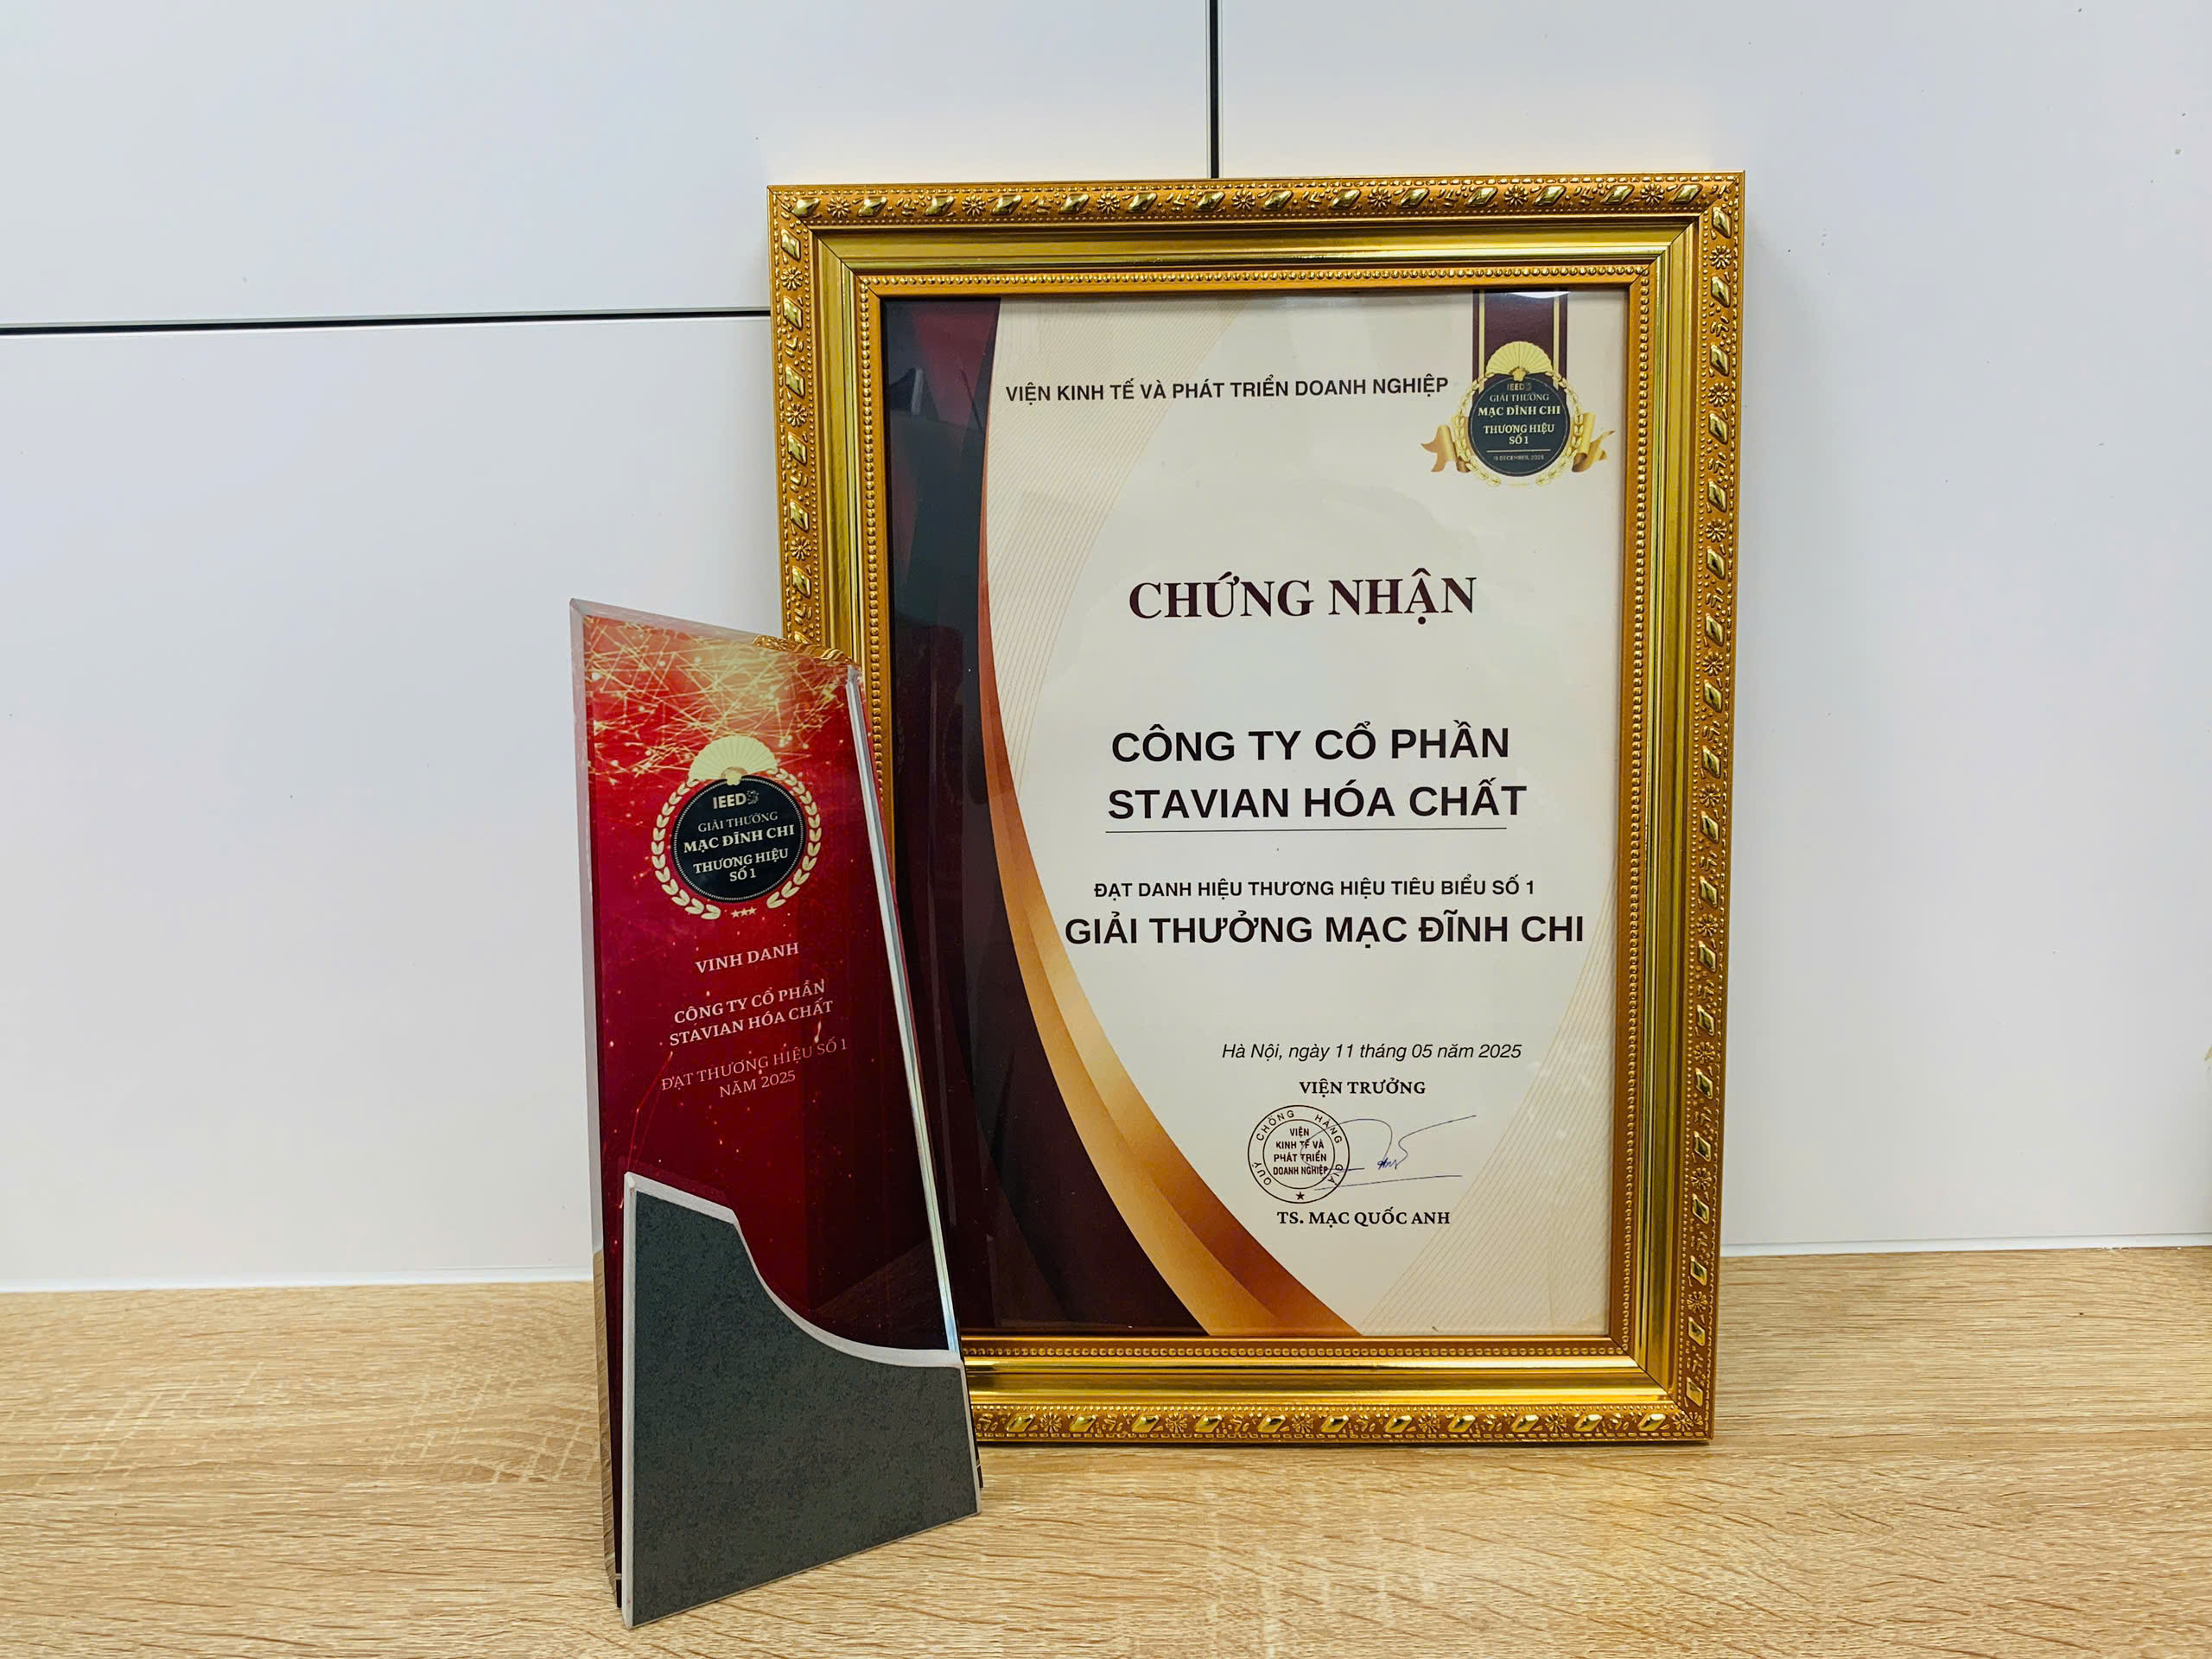 VIỆN KINH TẾ VÀ PHÁT TRIỂN DOANH NGHIỆP
IEED
GIẢI THƯỞNG
MẠC ĐĨNH CHI
THƯƠNG HIỆU
SỐ 1
CHỨNG NHẬN
CÔNG TY CỔ PHẦN
STAVIAN HÓA CHẤT
ĐẠT DANH HIỆU THƯƠNG HIỆU TIÊU BIỂU SỐ 1
GIẢI THƯỞNG MẠC ĐĨNH CHI
Hà Nội, ngày 11 tháng 05 năm 2025
VIỆN TRƯỞNG
QUỸ CHỐNG HÀNG GIẢ
VIỆN
KINH TẾ VÀ
PHÁT TRIỂN
DOANH NGHIỆP
TS. MẠC QUỐC ANH
IEED
GIẢI THƯỞNG
MẠC ĐĨNH CHI
THƯƠNG HIỆU
SỐ 1
VINH DANH
CÔNG TY CỔ PHẦN
STAVIAN HÓA CHẤT
ĐẠT THƯƠNG HIỆU SỐ 1
NĂM 2025